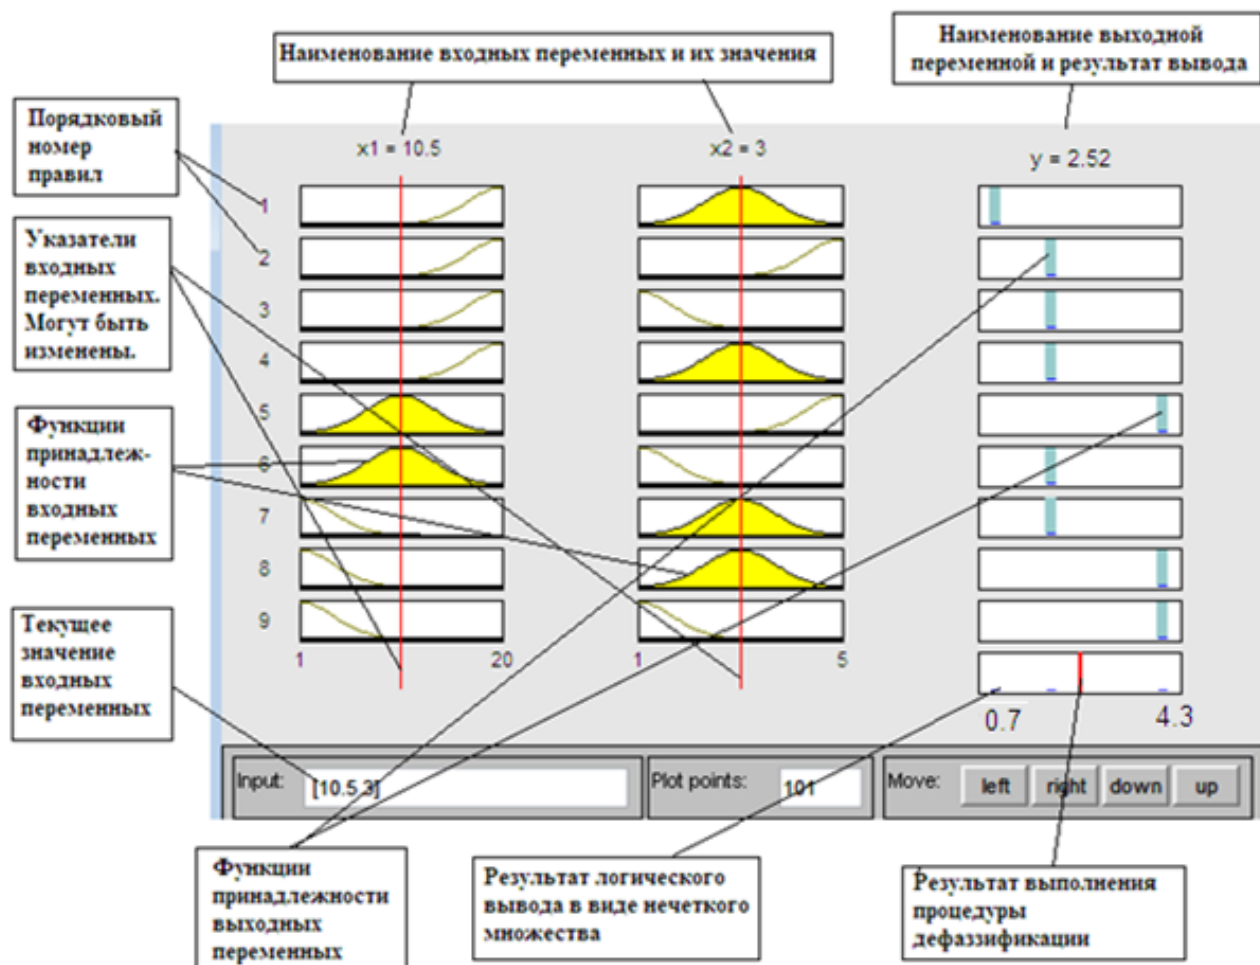 Наименование входных переменных и их значения
Наименование выходной
переменной и результат вывода
Порядковый
номер
правил
x1 = 10.5
x2 = 3
y = 2.52
Указатели
входных
переменных.
Могут быть
изменены.
Функции
принадлеж-
ности
входных
переменных
Текущее
значение
входных
переменных
1
2
3
4
5
6
7
8
9
1
20
1
5
0.7
4.3
Input:
[10.5 3]
Plot points:
101
Move:
left
right
down
up
Функции
принадлежности
выходных
переменных
Результат логического
вывода в виде нечеткого
множества
Результат выполнения
процедуры
дефаззификации